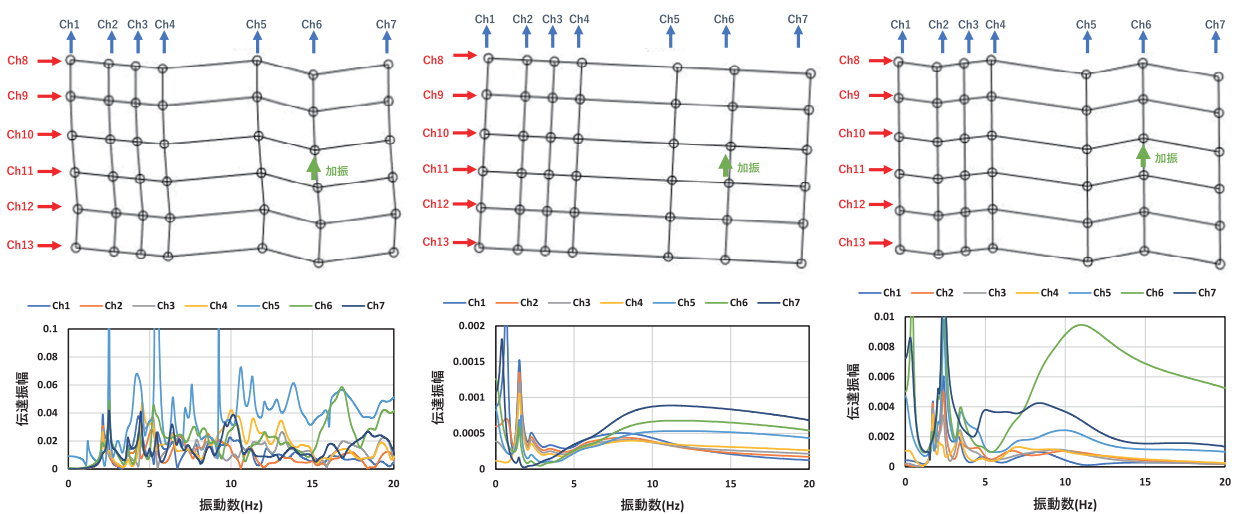 Ch1 Ch2 Ch3 Ch4 Ch5 Ch6 Ch7
Ch8
Ch9
Ch10
Ch11
加振
Ch12
Ch13
Ch1 Ch2 Ch3 Ch4 Ch5 Ch6 Ch7
0.1
0.08
0.06
0.04
0.02
0
伝達振幅
0 5 10 15 20
振動数(Hz)
Ch1 Ch2 Ch3 Ch4 Ch5 Ch6 Ch7
Ch8
Ch9
Ch10
Ch11
加振
Ch12
Ch13
Ch1 Ch2 Ch3 Ch4 Ch5 Ch6 Ch7
0.002
0.0015
0.001
0.0005
0
伝達振幅
0 5 10 15 20
振動数(Hz)
Ch1 Ch2 Ch3 Ch4 Ch5 Ch6 Ch7
Ch8
Ch9
Ch10
加振
Ch11
Ch12
Ch13
Ch1 Ch2 Ch3 Ch4 Ch5 Ch6 Ch7
0.01
0.008
0.006
0.004
0.002
0
伝達振幅
0 5 10 15 20
振動数(Hz)